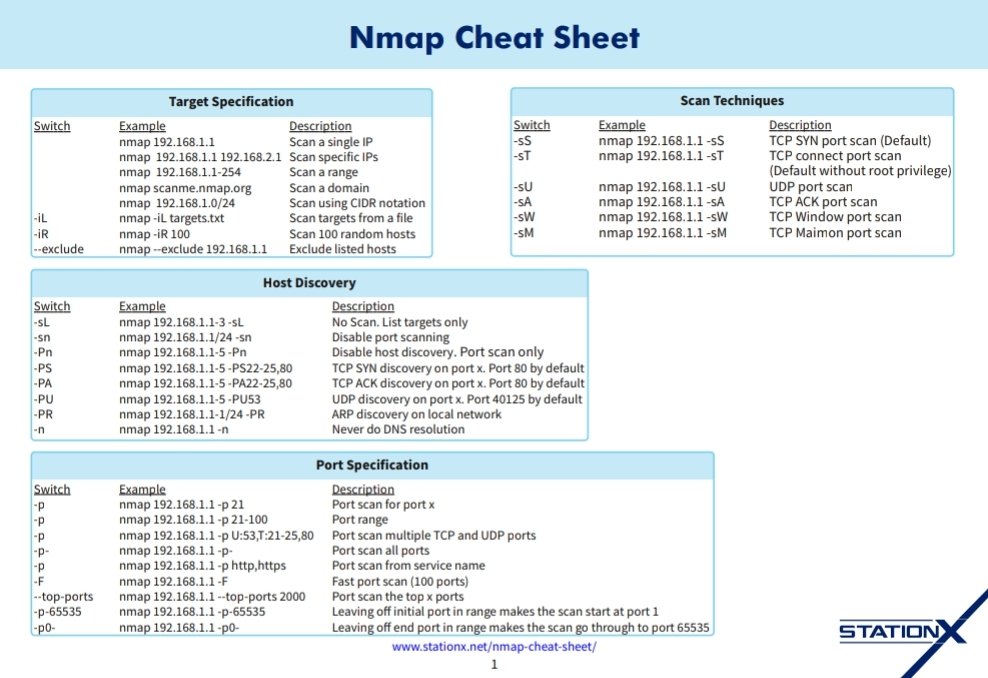 Nmap Cheat Sheet
Target Specification
Switch Example Description
nmap 192.168.1.1 Scan a single IP
nmap 192.168.1.1 192.168.2.1 Scan specific IPs
nmap 192.168.1.1-254 Scan a range
nmap scanme.nmap.org Scan a domain
nmap 192.168.1.0/24 Scan using CIDR notation
-iL nmap -iL targets.txt Scan targets from a file
-iR nmap -iR 100 Scan 100 random hosts
--exclude nmap --exclude 192.168.1.1 Exclude listed hosts
Scan Techniques
Switch Example Description
-sS nmap 192.168.1.1 -sS TCP SYN port scan (Default)
-sT nmap 192.168.1.1 -sT TCP connect port scan
(Default without root privilege)
-sU nmap 192.168.1.1 -sU UDP port scan
-sA nmap 192.168.1.1 -sA TCP ACK port scan
-sW nmap 192.168.1.1 -sW TCP Window port scan
-sM nmap 192.168.1.1 -sM TCP Maimon port scan
Host Discovery
Switch Example Description
-sL nmap 192.168.1.1-3 -sL No Scan. List targets only
-sn nmap 192.168.1.1/24 -sn Disable port scanning
-Pn nmap 192.168.1.1-5 -Pn Disable host discovery. Port scan only
-PS nmap 192.168.1.1-5 -PS22-25,80 TCP SYN discovery on port x. Port 80 by default
-PA nmap 192.168.1.1-5 -PA22-25,80 TCP ACK discovery on port x. Port 80 by default
-PU nmap 192.168.1.1-5 -PU53 UDP discovery on port x. Port 40125 by default
-PR nmap 192.168.1.1-1/24 -PR ARP discovery on local network
-n nmap 192.168.1.1 -n Never do DNS resolution
Port Specification
Switch Example Description
-p nmap 192.168.1.1 -p 21 Port scan for port x
-p nmap 192.168.1.1 -p 21-100 Port range
-p nmap 192.168.1.1 -p U:53,T:21-25,80 Port scan multiple TCP and UDP ports
-p- nmap 192.168.1.1 -p- Port scan all ports
-p nmap 192.168.1.1 -p http,https Port scan from service name
-F nmap 192.168.1.1 -F Fast port scan (100 ports)
--top-ports nmap 192.168.1.1 --top-ports 2000 Port scan the top x ports
-p-65535 nmap 192.168.1.1 -p-65535 Leaving off initial port in range makes the scan start at port 1
-p0- nmap 192.168.1.1 -p0- Leaving off end port in range makes the scan go through to port 65535
www.stationx.net/nmap-cheat-sheet/
1
STATIONX